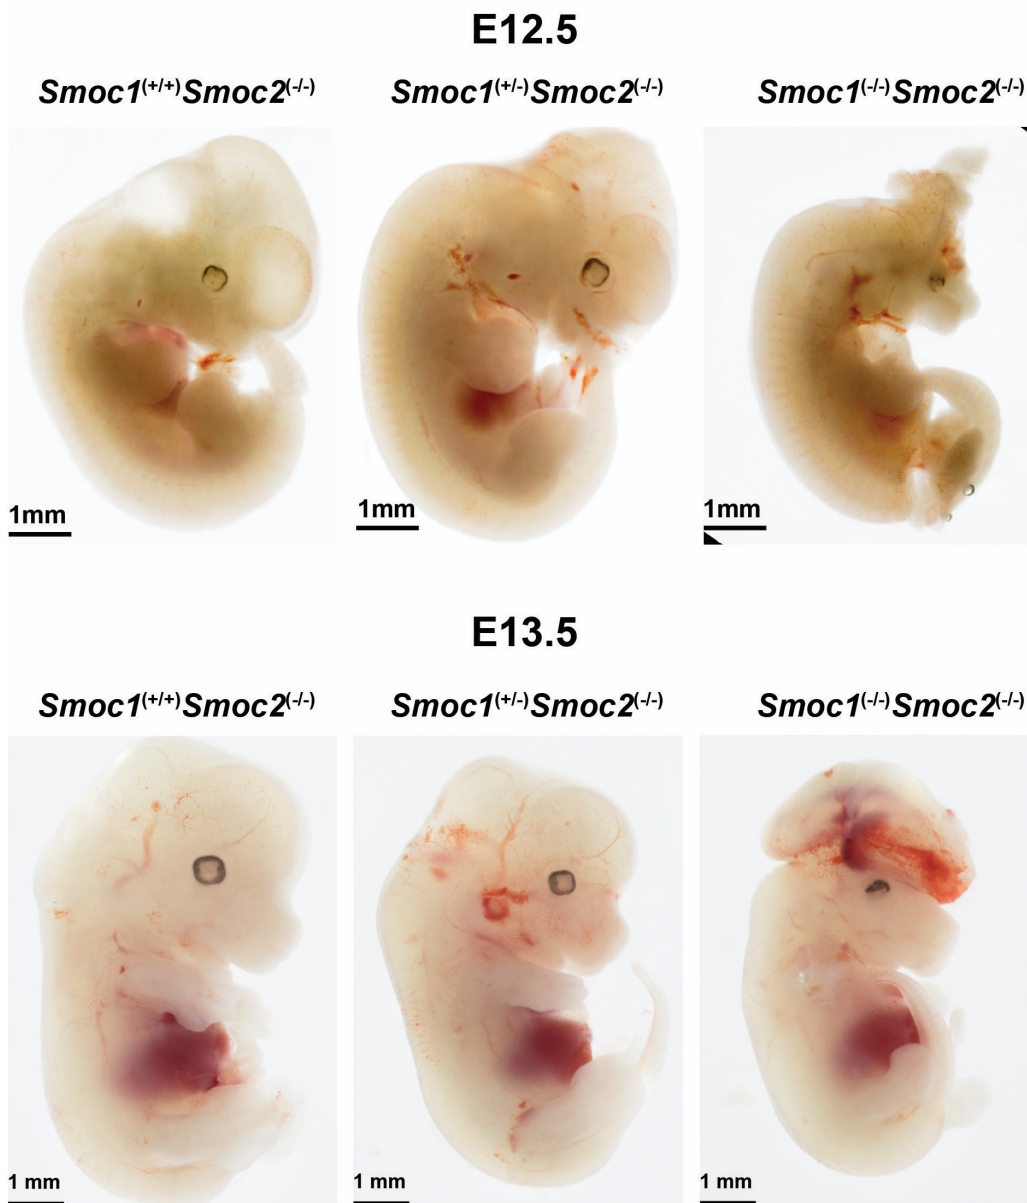 E12.5
Smoc1(+/+)Smoc2(-/-) Smoc1(+/-)Smoc2(-/-) Smoc1(-/-)Smoc2(-/-)
1mm 1mm 1mm
E13.5
Smoc1(+/+)Smoc2(-/-) Smoc1(+/-)Smoc2(-/-) Smoc1(-/-)Smoc2(-/-)
1 mm 1 mm 1 mm